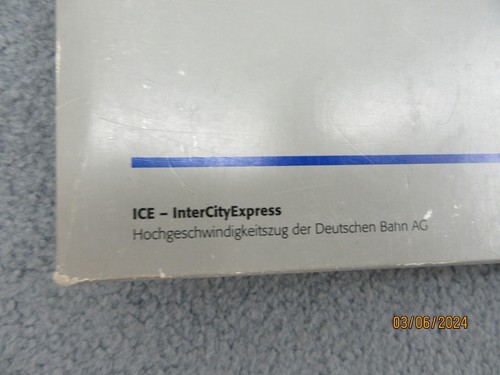 ICE – InterCityExpress
Hochgeschwindigkeitszug der Deutschen Bahn AG
03/06/2024